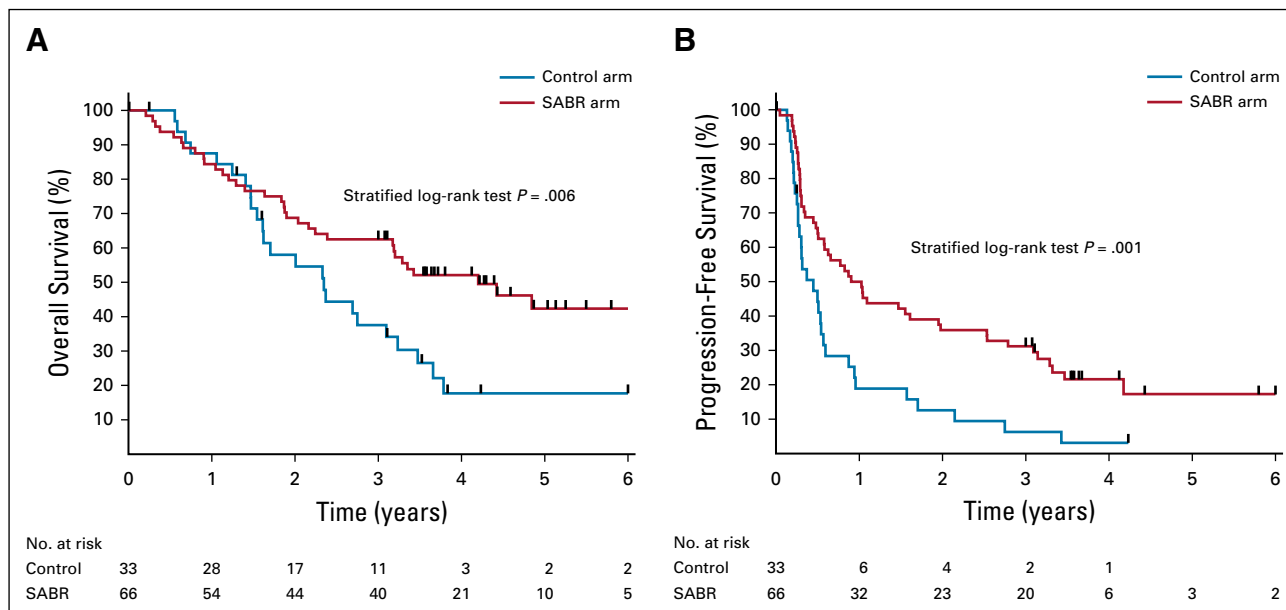 A
Control arm
SABR arm
100
90
80
70
60
50
40
30
20
10
Overall Survival (%)
Stratified log-rank test P = .006
0 1 2 3 4 5 6
Time (years)
No. at risk
Control 33 28 17 11 3 2 2
SABR 66 54 44 40 21 10 5
B
Control arm
SABR arm
100
90
80
70
60
50
40
30
20
10
Progression-Free Survival (%)
Stratified log-rank test P = .001
0 1 2 3 4 5 6
Time (years)
No. at risk
Control 33 6 4 2 1
SABR 66 32 23 20 6 3 2